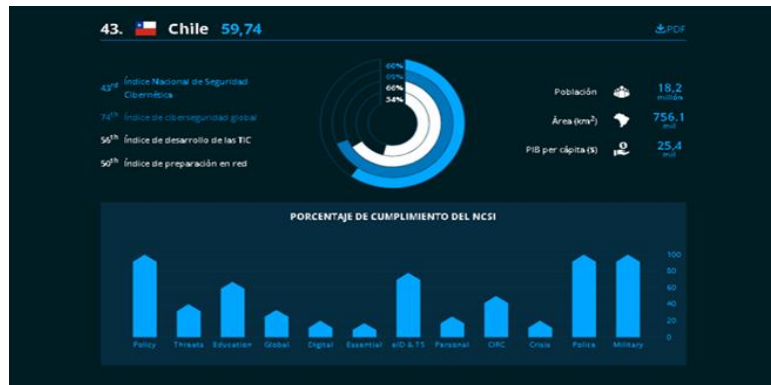 43. Chile 59,74
PDF
43rd Índice Nacional de Seguridad
Cibernética
74th Índice de ciberseguridad global
56th Índice de desarrollo de las TIC
50th Índice de preparación en red
60%
69%
66%
54%
Población 18,2
millón
Área (km²) 756.1
mil
PIB per cápita ($) 25,4
mil
PORCENTAJE DE CUMPLIMIENTO DEL NCSI
100
80
60
40
20
0
Policy Threats Education Global Digital Essential eID & TS Personal CIRC Crisis Police Military